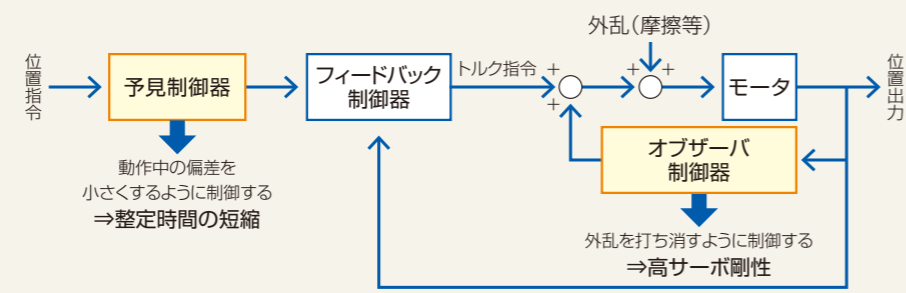 外乱(摩擦等)
位置指令
予見制御器
フィードバック
制御器
トルク指令
+
+
+
+
モータ
位置出力
オブザーバ
制御器
動作中の偏差を
小さくするように制御する
⇒整定時間の短縮
外乱を打ち消すように制御する
⇒高サーボ剛性